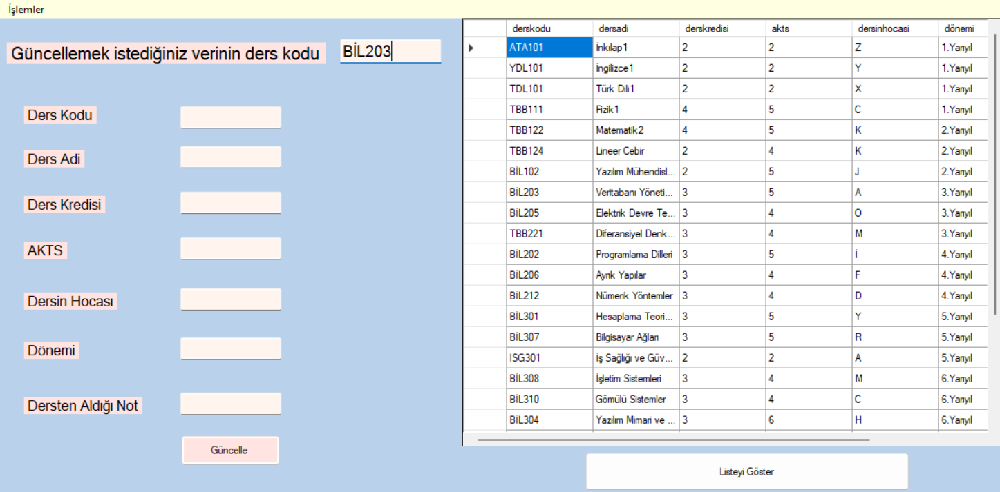 İşlemler
Güncellemek istediğiniz verinin ders kodu BİL203
Ders Kodu
Ders Adi
Ders Kredisi
AKTS
Dersin Hocası
Dönemi
Dersten Aldığı Not
Güncelle
derskodu dersadi derskredisi akts dersinhocasi dönemi
ATA101 İnkılap1 2 2 Z 1.Yarıyıl
YDL101 İngilizce1 2 2 Y 1.Yarıyıl
TDL101 Türk Dili1 2 2 X 1.Yarıyıl
TBB111 Fizik1 4 5 C 1.Yarıyıl
TBB122 Matematik2 4 5 K 2.Yarıyıl
TBB124 Lineer Cebir 2 4 K 2.Yarıyıl
BİL102 Yazılım Mühendisl... 2 5 J 2.Yarıyıl
BİL203 Veritabanı Yöneti... 3 5 A 3.Yarıyıl
BİL205 Elektrik Devre Te... 3 4 O 3.Yarıyıl
TBB221 Diferansiyel Denk... 3 4 M 3.Yarıyıl
BİL202 Programlama Dilleri 3 5 İ 4.Yarıyıl
BİL206 Ayrık Yapılar 3 4 F 4.Yarıyıl
BİL212 Nümerik Yöntemler 3 4 D 4.Yarıyıl
BİL301 Hesaplama Teori... 3 5 Y 5.Yarıyıl
BİL307 Bilgisayar Ağları 3 5 R 5.Yarıyıl
ISG301 İş Sağlığı ve Güv... 2 2 A 5.Yarıyıl
BİL308 İşletim Sistemleri 3 4 M 6.Yarıyıl
BİL310 Gömülü Sistemler 3 4 C 6.Yarıyıl
BİL304 Yazılım Mimari ve ... 3 6 H 6.Yarıyıl
Listeyi Göster